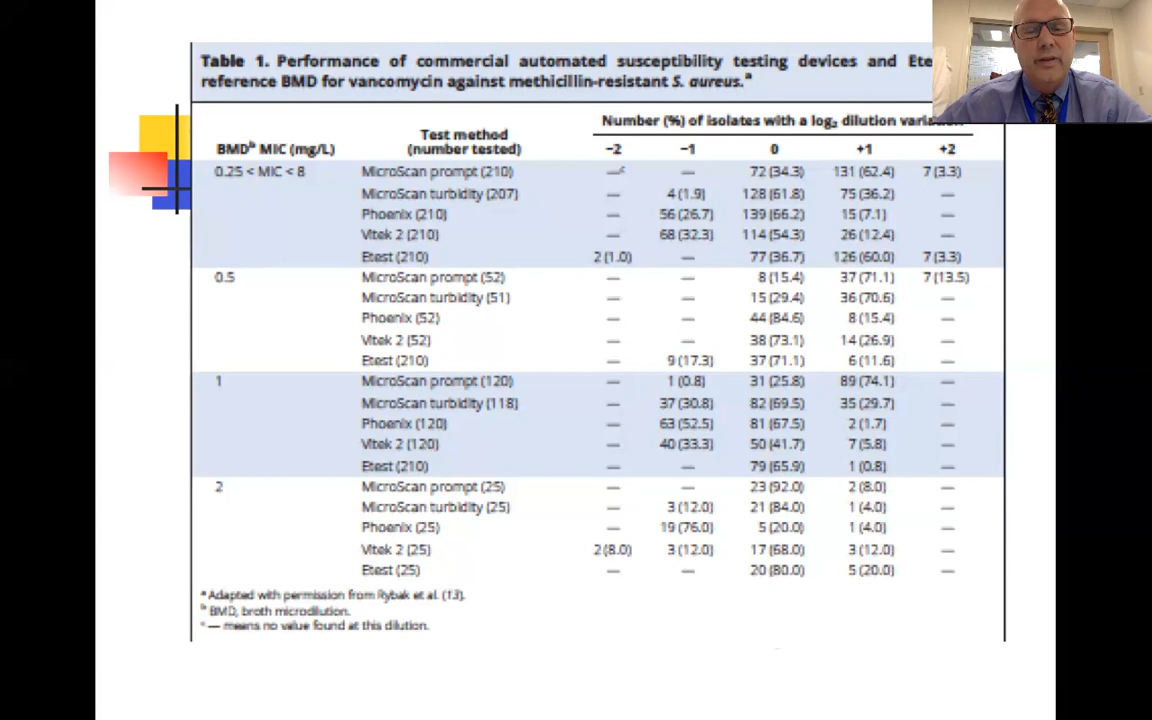 Table 1. Performance of commercial automated susceptibility testing devices and Ete
reference BMD for vancomycin against methicillin-resistant S. aureus.a
Number (%) of isolates with a log2 dilution variation
BMDb MIC (mg/L) Test method (number tested) −2 −1 0 +1 +2
0.25 < MIC < 8 MicroScan prompt (210) —c — 72 (34.3) 131 (62.4) 7 (3.3)
MicroScan turbidity (207) — 4 (1.9) 128 (61.8) 75 (36.2) —
Phoenix (210) — 56 (26.7) 139 (66.2) 15 (7.1) —
Vitek 2 (210) — 68 (32.3) 114 (54.3) 26 (12.4) —
Etest (210) 2 (1.0) — 77 (36.7) 126 (60.0) 7 (3.3)
0.5 MicroScan prompt (52) — — 8 (15.4) 37 (71.1) 7 (13.5)
MicroScan turbidity (51) — — 15 (29.4) 36 (70.6) —
Phoenix (52) — — 44 (84.6) 8 (15.4) —
Vitek 2 (52) — — 38 (73.1) 14 (26.9) —
Etest (210) — 9 (17.3) 37 (71.1) 6 (11.6) —
1 MicroScan prompt (120) — 1 (0.8) 31 (25.8) 89 (74.1) —
MicroScan turbidity (118) — 37 (30.8) 82 (69.5) 35 (29.7) —
Phoenix (120) — 63 (52.5) 81 (67.5) 2 (1.7) —
Vitek 2 (120) — 40 (33.3) 50 (41.7) 7 (5.8) —
Etest (210) — — 79 (65.9) 1 (0.8) —
2 MicroScan prompt (25) — — 23 (92.0) 2 (8.0) —
MicroScan turbidity (25) — 3 (12.0) 21 (84.0) 1 (4.0) —
Phoenix (25) — 19 (76.0) 5 (20.0) 1 (4.0) —
Vitek 2 (25) 2 (8.0) 3 (12.0) 17 (68.0) 3 (12.0) —
Etest (25) — — 20 (80.0) 5 (20.0) —
a Adapted with permission from Rybak et al. (13).
b BMD, broth microdilution.
c — means no value found at this dilution.